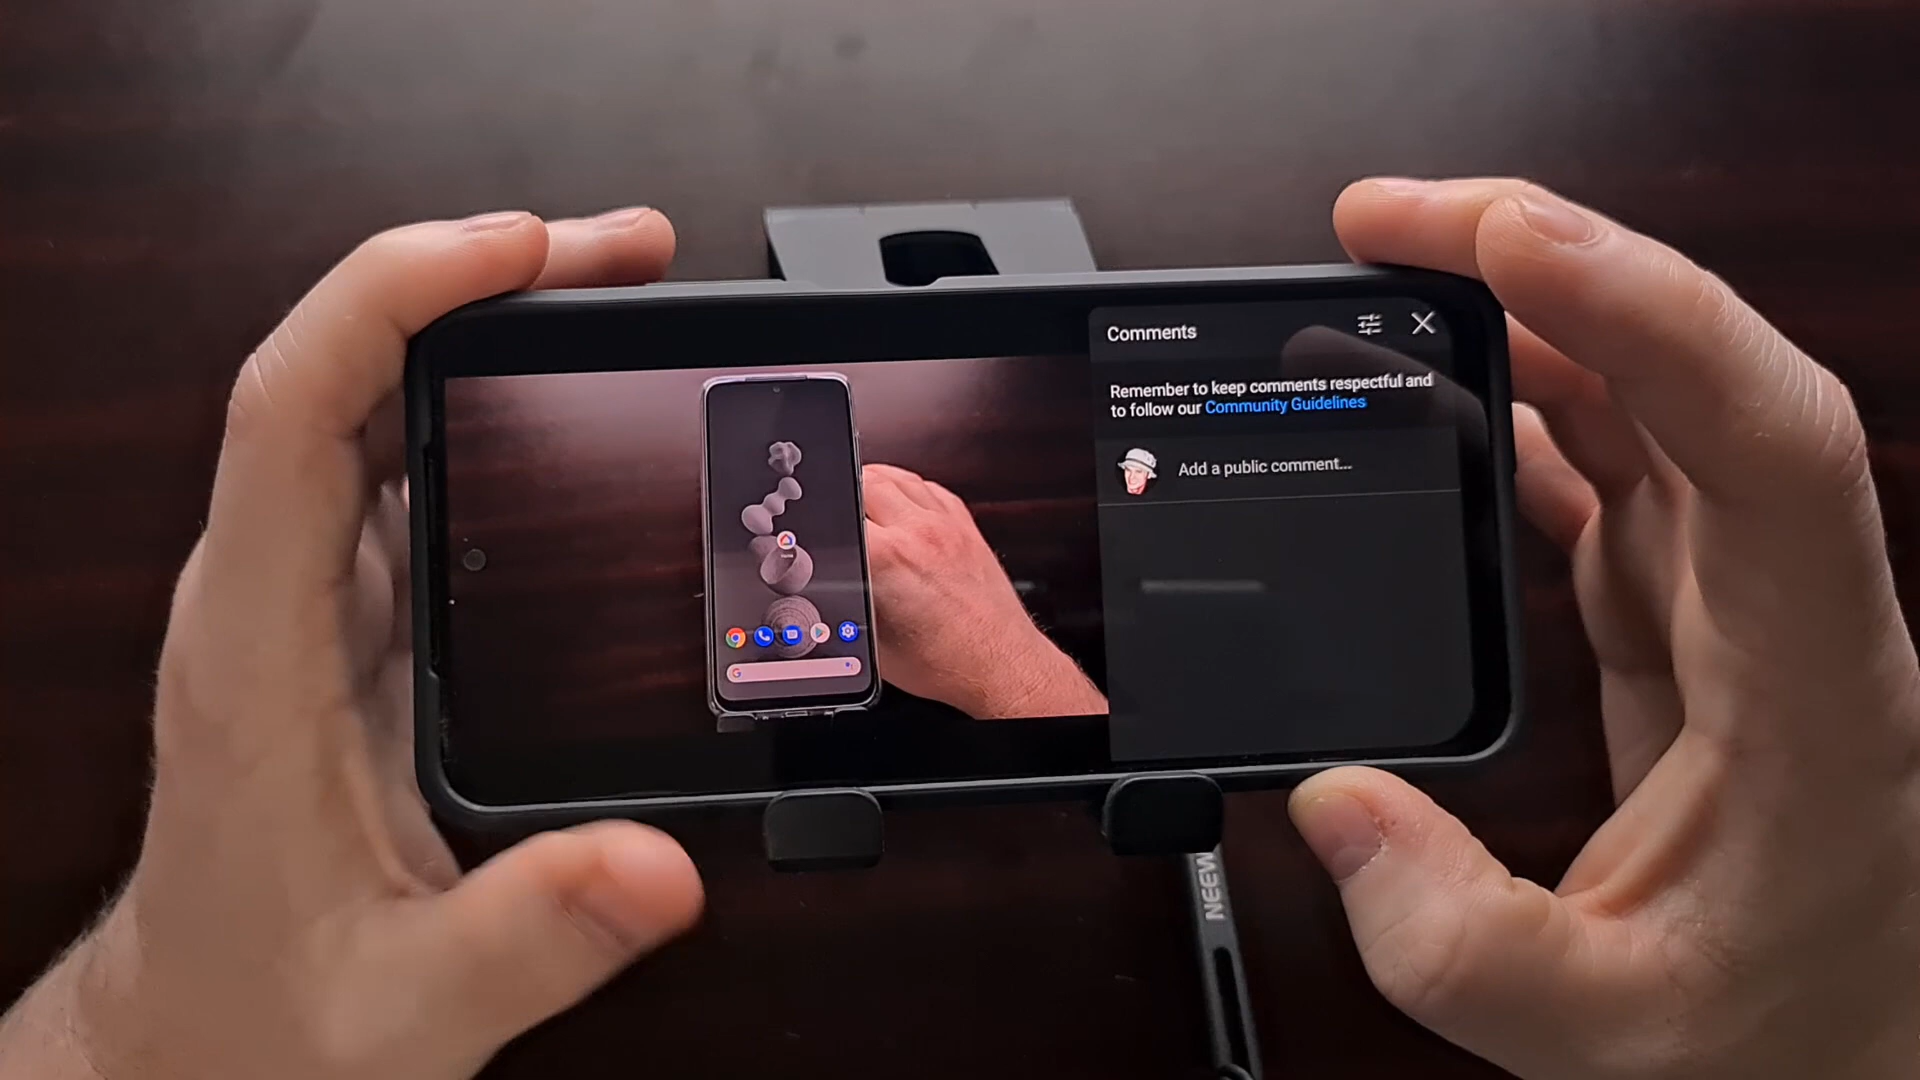 Comments
Remember to keep comments respectful and
to follow our Community Guidelines
Add a public comment...
NEEW